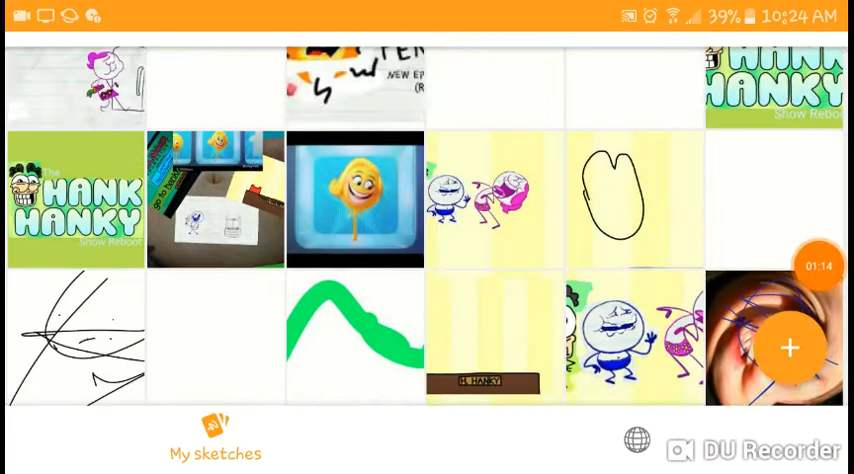 39% 10:24 AM
NEW EP
(R
HANKY
Show Reboot
The
HANK
HANKY
Show Reboot
go to back
H. HANKY
01:14
+
My sketches
DU Recorder